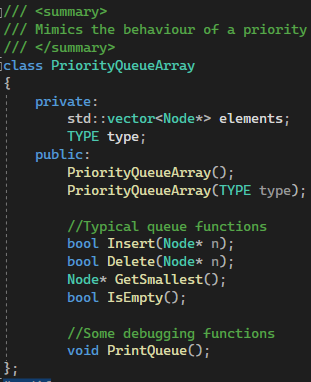 /// <summary>
/// Mimics the behaviour of a priority
/// </summary>
class PriorityQueueArray
{
    private:
        std::vector<Node*> elements;
        TYPE type;
    public:
        PriorityQueueArray();
        PriorityQueueArray(TYPE type);

        //Typical queue functions
        bool Insert(Node* n);
        bool Delete(Node* n);
        Node* GetSmallest();
        bool IsEmpty();

        //Some debugging functions
        void PrintQueue();
};